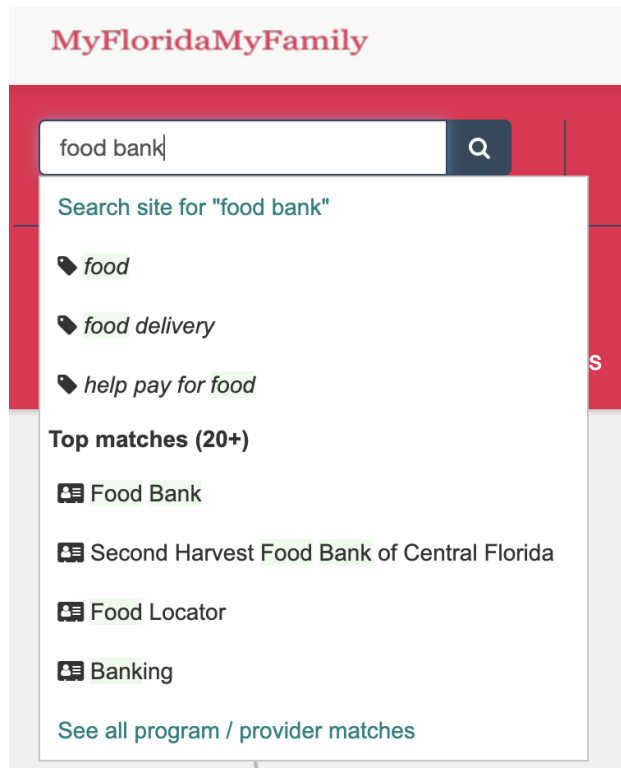 MyFloridaMyFamily
food bank
Search site for "food bank"
food
food delivery
s
help pay for food
Top matches (20+)
Food Bank
Second Harvest Food Bank of Central Florida
Food Locator
Banking
See all program / provider matches